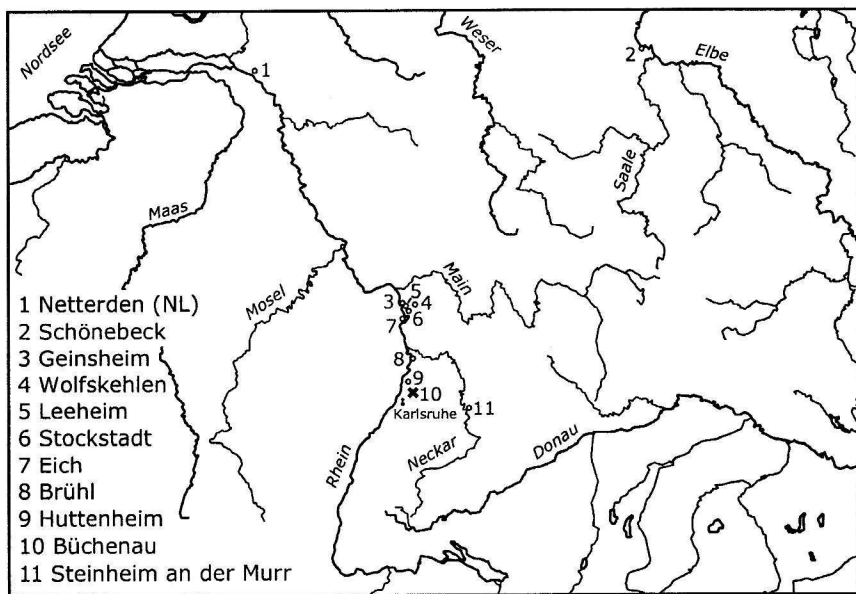 Nordsee
Weser
Elbe
1
2
Saale
Maas
Mosel
Main
5
3
4
6
7
8
9
10
Karlsruhe
11
Rhein
Neckar
Donau
1 Netterden (NL)
2 Schönebeck
3 Geinsheim
4 Wolfskehlen
5 Leeheim
6 Stockstadt
7 Eich
8 Brühl
9 Huttenheim
10 Büchenau
11 Steinheim an der Murr